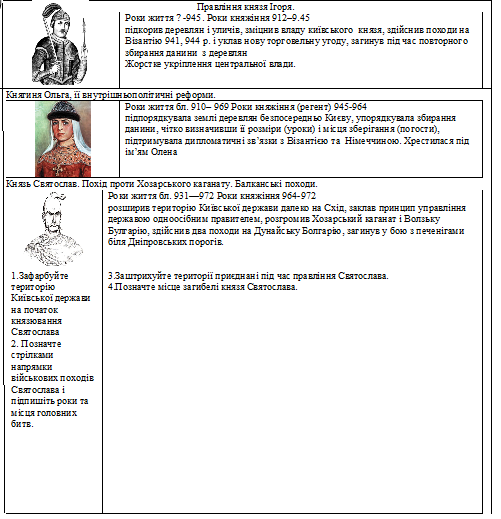 Правління князя Ігоря.
Роки життя ? -945. Роки княжіння 912–9.45
підкорив деревлян і уличів, зміцнив владу київського князя, здійснив походи на
Візантію 941, 944 р. і уклав нову торговельну угоду, загинув під час повторного
збирання данини з деревлян
Жорстке укріплення центральної влади.
Княгиня Ольга, її внутрішньополітичні реформи.
Роки життя бл. 910– 969 Роки княжіння (регент) 945-964
підпорядкувала землі деревлян безпосередньо Києву, упорядкувала збирання
данини, чітко визначивши її розміри (уроки) і місця зберігання (погости),
підтримувала дипломатичні зв’язки з Візантією та Німеччиною. Хрестилася під
ім’ям Олена
Князь Святослав. Похід проти Хозарського каганату. Балканські походи.
Роки життя бл. 931—972 Роки княжіння 964-972
розширив територію Київської держави далеко на Схід, заклав принцип управління
державою одноосібним правителем, розгромив Хозарський каганат і Волзьку
Булгарію, здійснив два походи на Дунайську Болгарію, загинув у бою з печенігами
біля Дніпровських порогів.
1.Зафарбуйте
територію
Київської держави
на початок
князювання
Святослава
2. Позначте
стрілками
напрямки
військових походів
Святослава і
підпишіть роки та
місця головних
битв.
3.Заштрихуйте території приєднані під час правління Святослава.
4.Позначте місце загибелі князя Святослава.